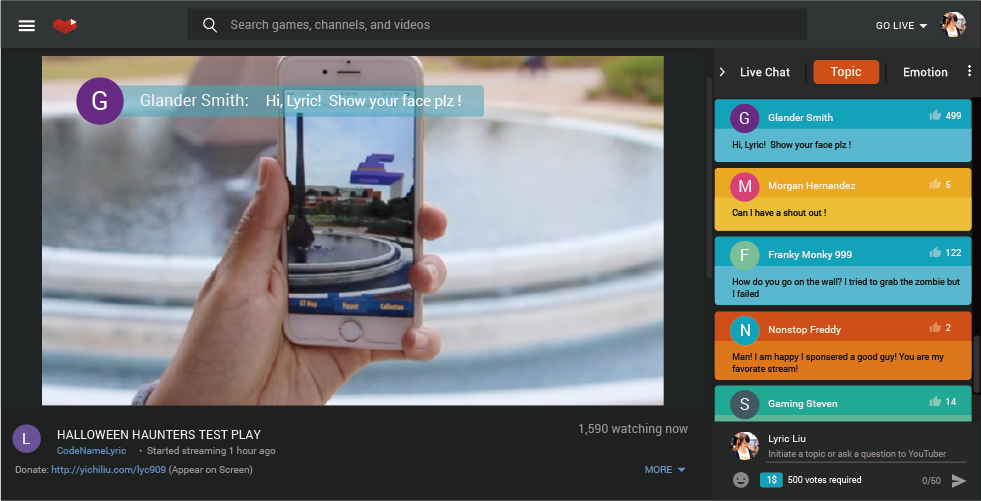 Search games, channels, and videos
GO LIVE
G
Glander Smith: Hi, Lyric! Show your face plz !
GT Map
Collection
Live Chat
Topic
Emotion
G
Glander Smith
499
Hi, Lyric! Show your face plz !
M
Morgan Hernandez
5
Can I have a shout out !
F
Franky Monky 999
122
How do you go on the wall? I tried to grab the zombie but
I failed
N
Nonstop Freddy
2
Man! I am happy I sponsered a good guy! You are my
favorate stream!
S
Gaming Steven
14
L
HALLOWEEN HAUNTERS TEST PLAY
CodeNameLyric • Started streaming 1 hour ago
1,590 watching now
Donate: http://yichiliu.com/lyc909 (Appear on Screen)
MORE
Lyric Liu
Initiate a topic or ask a question to YouTuber
1$
500 votes required
0/50